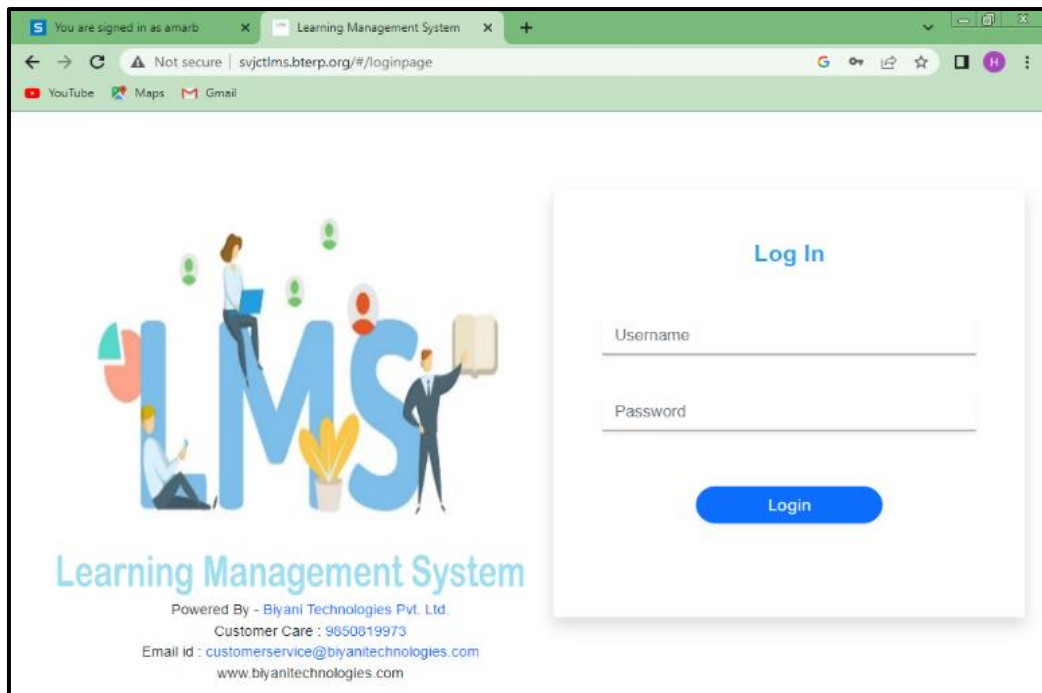 You are signed in as amarb
Learning Management System
Not secure | svjctlms.bterp.org/#/loginpage
H
YouTube Maps Gmail
LMS
Learning Management System
Powered By - Biyani Technologies Pvt. Ltd.
Customer Care : 9850819973
Email id : customerservice@biyanitechnologies.com
www.biyanitechnologies.com
Log In
Username
Password
Login